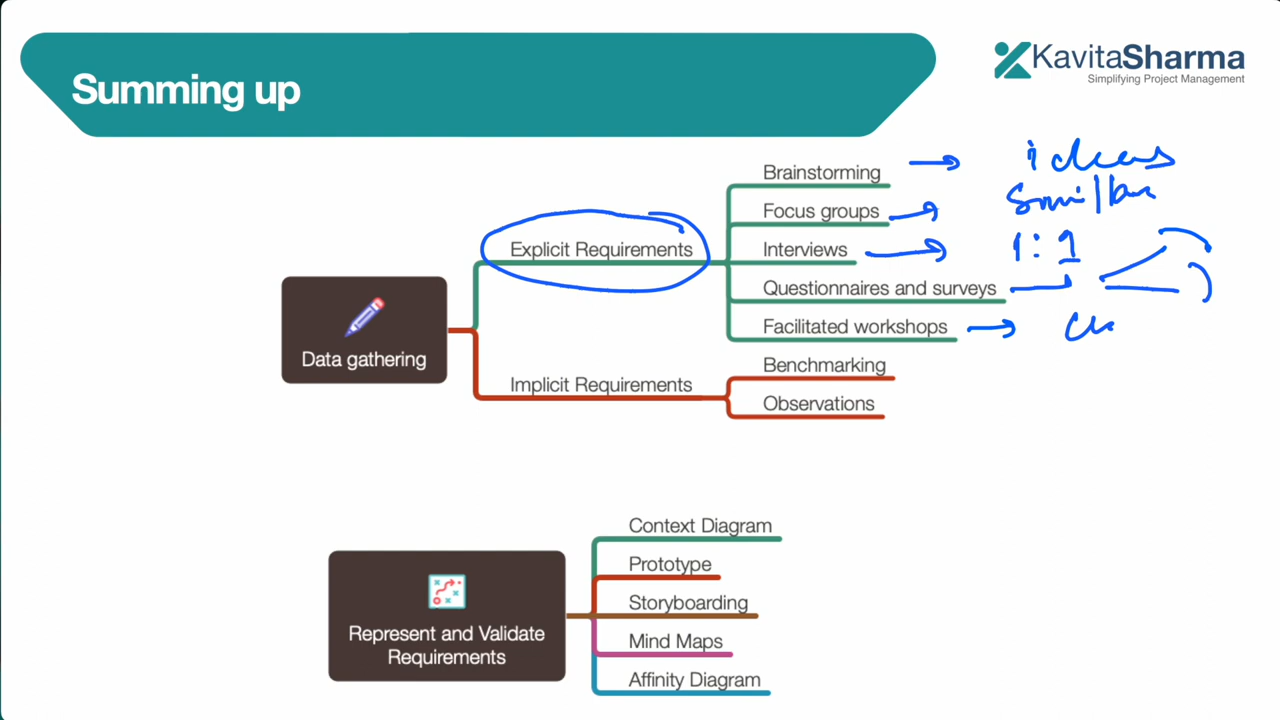 Summing up
KavitaSharma
Simplifying Project Management
Brainstorming → ideas
Focus groups →
Interviews → 1:1
Questionnaires and surveys
Facilitated workshops →
Explicit Requirements
Data gathering
Implicit Requirements
Benchmarking
Observations
Represent and Validate
Requirements
Context Diagram
Prototype
Storyboarding
Mind Maps
Affinity Diagram